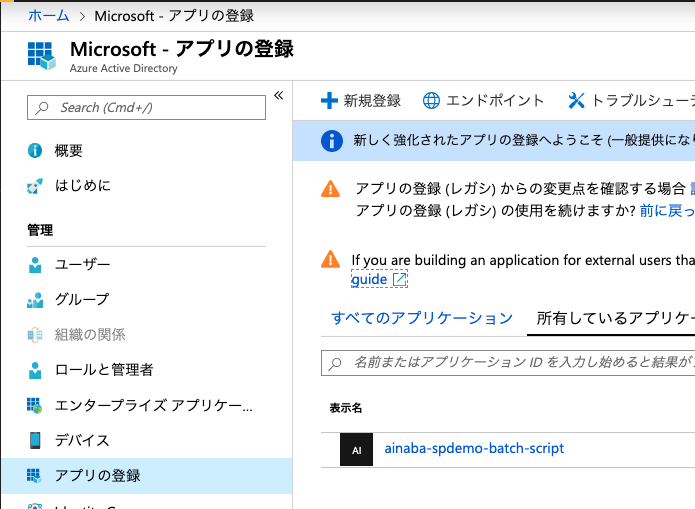 ホーム > Microsoft - アプリの登録
Microsoft - アプリの登録
Azure Active Directory
Search (Cmd+/)
概要
はじめに
管理
ユーザー
グループ
組織の関係
ロールと管理者
エンタープライズ アプリケー...
デバイス
アプリの登録
新規登録
エンドポイント
トラブルシュー
新しく強化されたアプリの登録へようこそ (一般提供にな
アプリの登録 (レガシ) からの変更点を確認する場合
アプリの登録 (レガシ) の使用を続けますか? 前に戻っ
If you are building an application for external users tha
guide
すべてのアプリケーション
所有しているアプリケー
名前またはアプリケーション ID を入力し始めると結果が
表示名
AI
ainaba-spdemo-batch-script